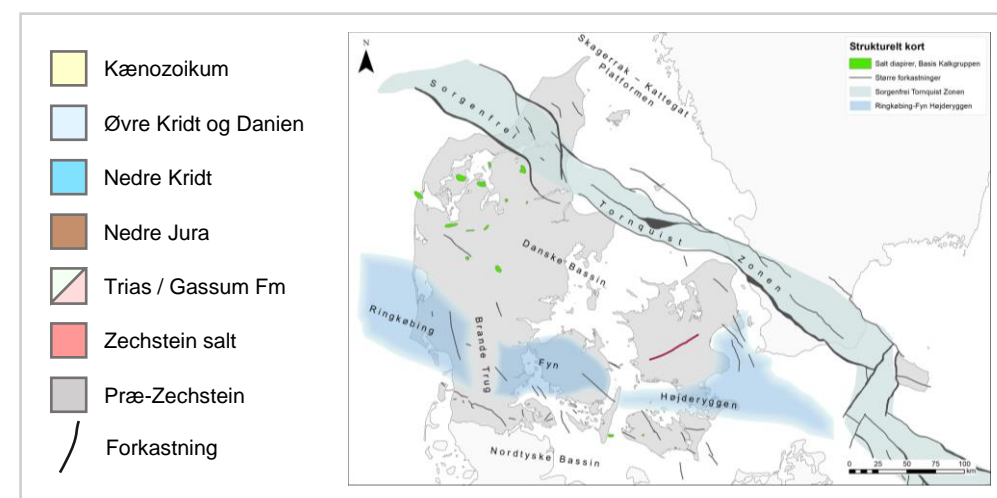 Kænozoikum
Øvre Kridt og Danien
Nedre Kridt
Nedre Jura
Trias / Gassum Fm
Zechstein salt
Præ-Zechstein
Forkastning
N
Skagerrak – Kattegat
Platformen
Strukturelt kort
Salt diapirer, Basis Kalkgruppen
Større forkastninger
Sorgenfrei Tornquist Zonen
Ringkøbing-Fyn Højderyggen
Sorgenfrei
Tornquist
Zonen
Danske Bassin
Ringkøbing
Brande Trug
Fyn
Højderyggen
Nordtyske Bassin
0 25 50 75 100
km